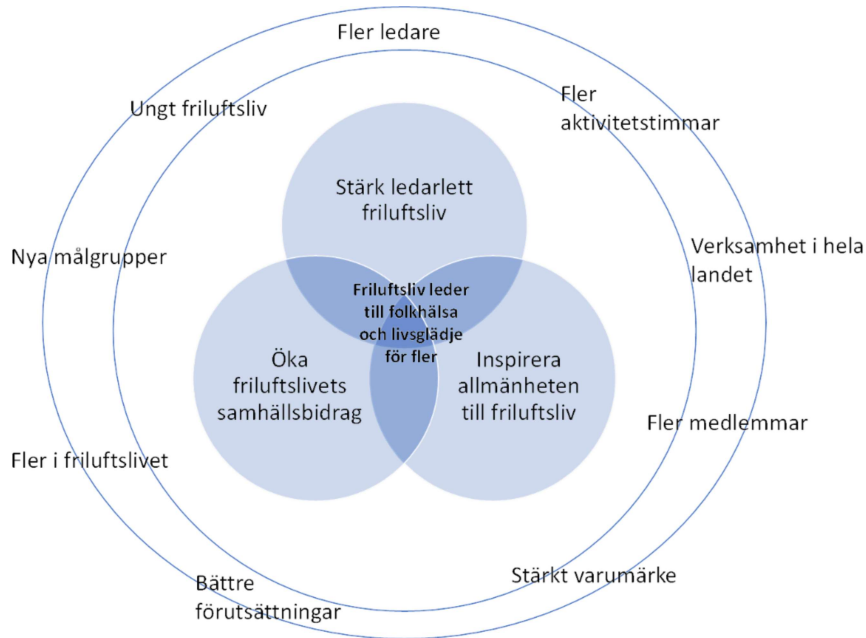 Fler ledare
Ungt friluftsliv
Fler
aktivitetstimmar
Stärk ledarlett
friluftsliv
Nya målgrupper
Verksamhet i hela
landet
Friluftsliv leder
till folkhälsa
och livsglädje
för fler
Öka
friluftslivets
samhällsbidrag
Inspirera
allmänheten
till friluftsliv
Fler medlemmar
Fler i friluftslivet
Stärkt varumärke
Bättre
förutsättningar